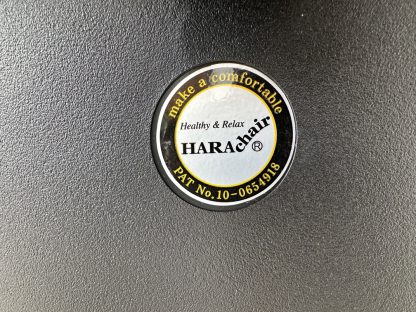 make a comfortable
Healthy & Relax
HARAchair ®
PAT No.10-0654918